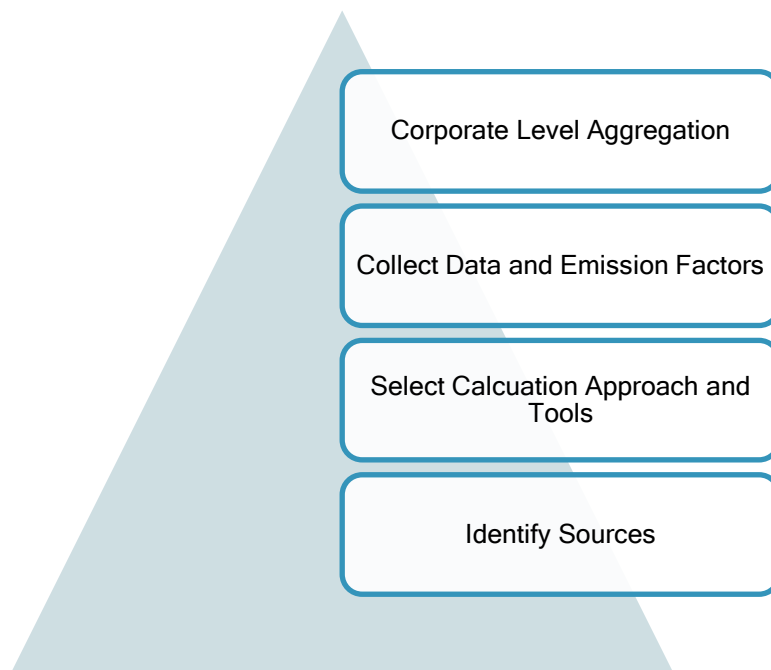 Corporate Level Aggregation
Collect Data and Emission Factors
Select Calcuation Approach and
Tools
Identify Sources